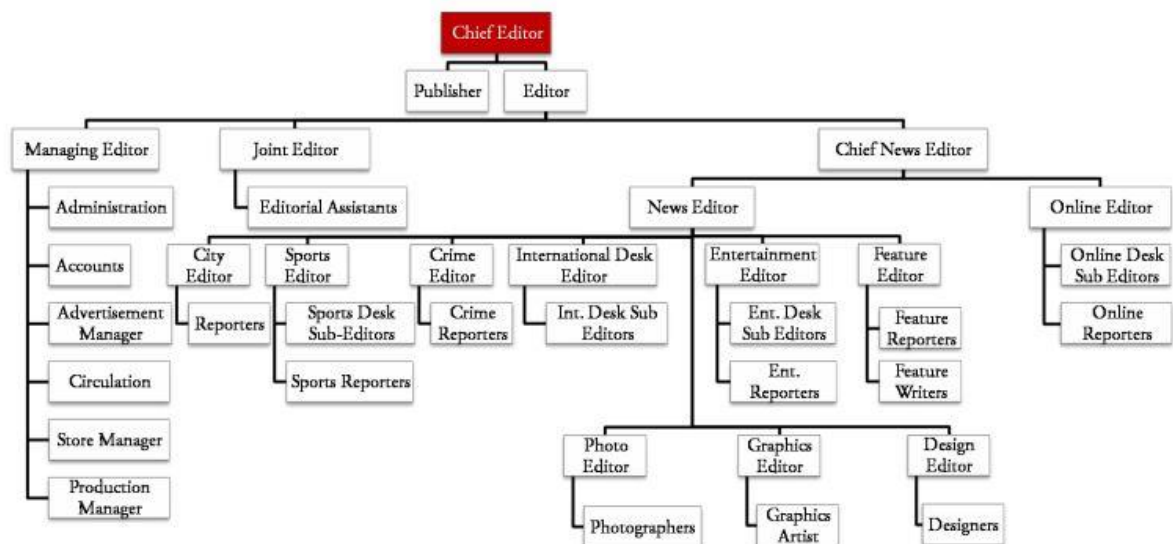 Chief Editor
Publisher
Editor
Managing Editor
Joint Editor
Chief News Editor
Administration
Editorial Assistants
News Editor
Online Editor
Accounts
City
Editor
Sports
Editor
Crime
Editor
International Desk
Editor
Entertainment
Editor
Feature
Editor
Online Desk
Sub Editors
Advertisement
Manager
Reporters
Sports Desk
Sub-Editors
Crime
Reporters
Int. Desk Sub
Editors
Ent. Desk
Sub Editors
Feature
Reporters
Online
Reporters
Circulation
Sports Reporters
Ent.
Reporters
Feature
Writers
Store Manager
Photo
Editor
Graphics
Editor
Design
Editor
Production
Manager
Photographers
Graphics
Artist
Designers